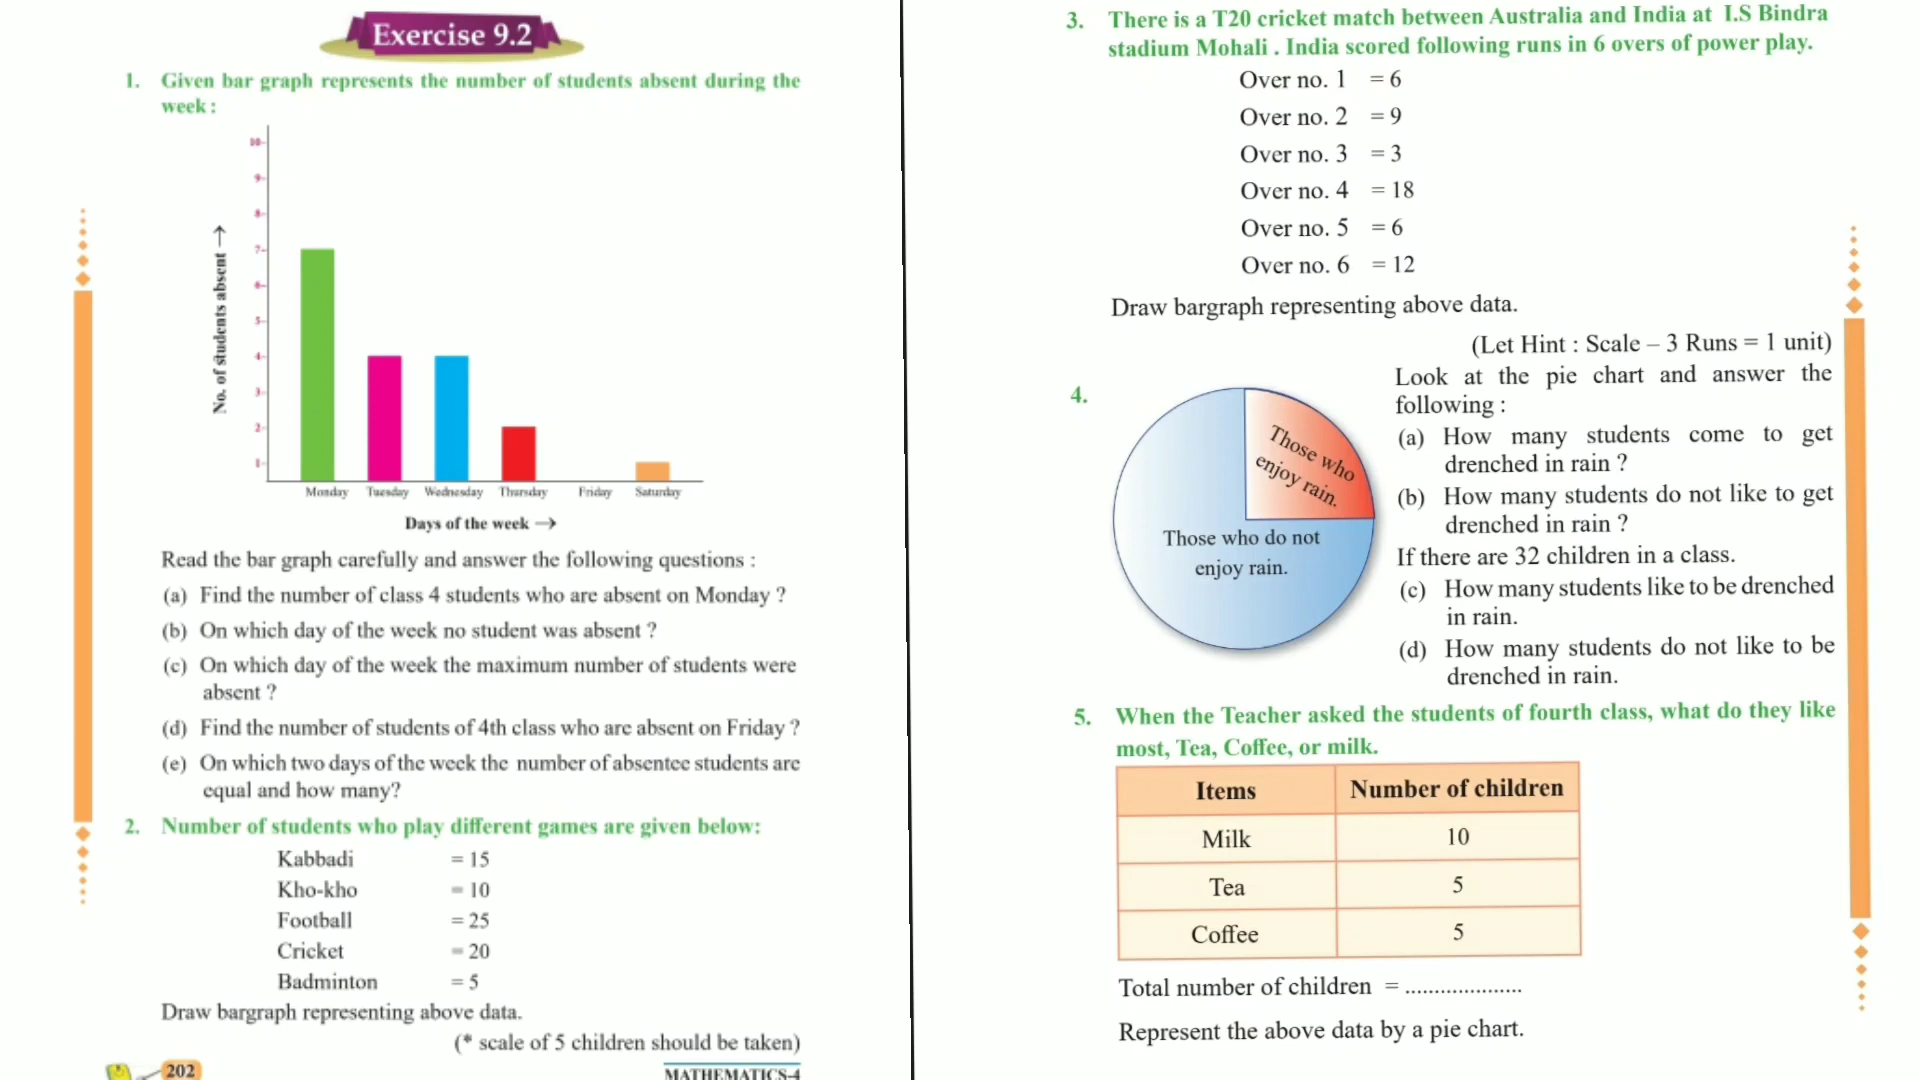 Exercise 9.2
1. Given bar graph represents the number of students absent during the
week :
10
9
8
7
6
5
4
3
2
1
No. of students absent →
Monday Tuesday Wednesday Thursday Friday Saturday
Days of the week →
Read the bar graph carefully and answer the following questions :
(a) Find the number of class 4 students who are absent on Monday ?
(b) On which day of the week no student was absent ?
(c) On which day of the week the maximum number of students were
absent ?
(d) Find the number of students of 4th class who are absent on Friday ?
(e) On which two days of the week the number of absentee students are
equal and how many?
2. Number of students who play different games are given below:
Kabbadi = 15
Kho-kho = 10
Football = 25
Cricket = 20
Badminton = 5
Draw bargraph representing above data.
(* scale of 5 children should be taken)
202
MATHEMATICS-4
3. There is a T20 cricket match between Australia and India at I.S Bindra
stadium Mohali . India scored following runs in 6 overs of power play.
Over no. 1 = 6
Over no. 2 = 9
Over no. 3 = 3
Over no. 4 = 18
Over no. 5 = 6
Over no. 6 = 12
Draw bargraph representing above data.
(Let Hint : Scale – 3 Runs = 1 unit)
4.
Those who
enjoy rain.
Those who do not
enjoy rain.
Look at the pie chart and answer the
following :
(a) How many students come to get
drenched in rain ?
(b) How many students do not like to get
drenched in rain ?
If there are 32 children in a class.
(c) How many students like to be drenched
in rain.
(d) How many students do not like to be
drenched in rain.
5. When the Teacher asked the students of fourth class, what do they like
most, Tea, Coffee, or milk.
Items Number of children
Milk 10
Tea 5
Coffee 5
Total number of children = ....................
Represent the above data by a pie chart.